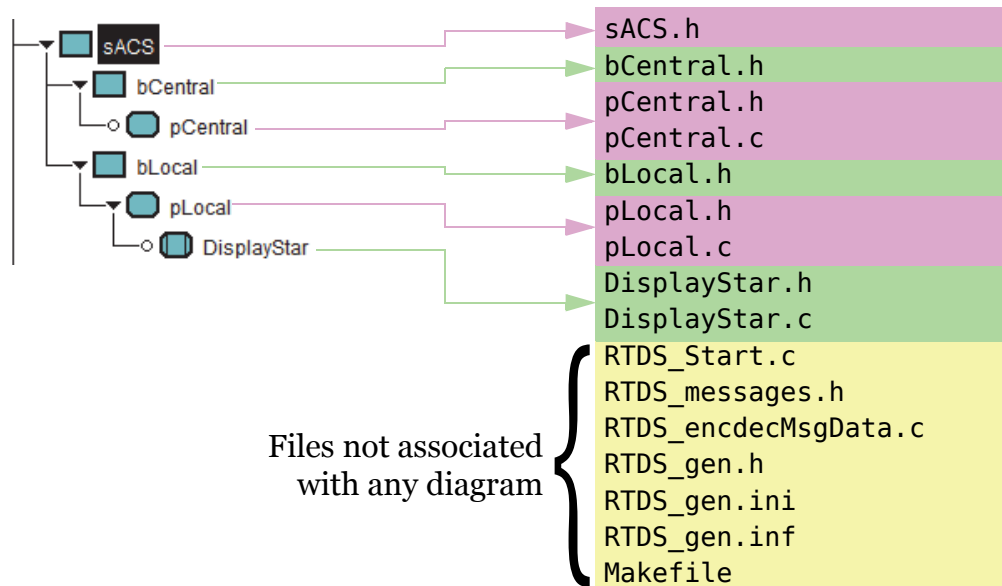 sACS
bCentral
pCentral
bLocal
pLocal
DisplayStar
sACS.h
bCentral.h
pCentral.h
pCentral.c
bLocal.h
pLocal.h
pLocal.c
DisplayStar.h
DisplayStar.c
Files not associated
with any diagram
RTDS_Start.c
RTDS_messages.h
RTDS_encdecMsgData.c
RTDS_gen.h
RTDS_gen.ini
RTDS_gen.inf
Makefile